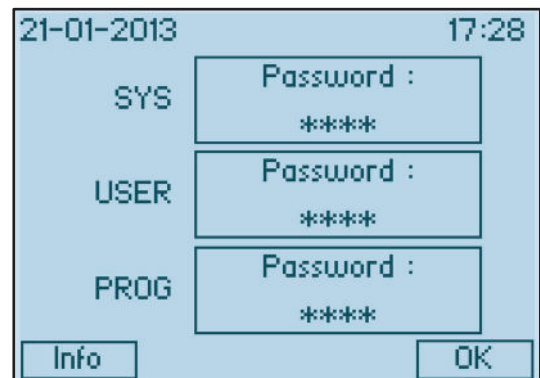 21-01-2013 17:28
SYS Password :
****
USER Password :
****
PROG Password :
****
Info OK